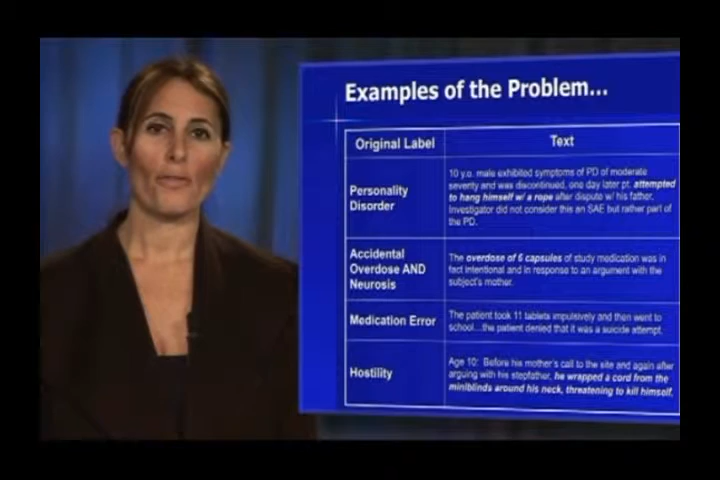 Examples of the Problem...
Original Label
Text
Personality
Disorder
10 y.o. male exhibited symptoms of PD of moderate
severity and was discontinued, one day later pt. attempted
to hang himself w/ a rope after dispute w/ his father.
Investigator did not consider this an SAE but rather part of
the PD.
Accidental
Overdose AND
Neurosis
The overdose of 6 capsules of study medication was in
fact intentional and in response to an argument with the
subject's mother.
Medication Error
The patient took 11 tablets impulsively and then went to
school...the patient denied that it was a suicide attempt.
Hostility
Age 10: Before his mother's call to the site and again after
arguing with his stepfather, he wrapped a cord from the
miniblinds around his neck, threatening to kill himself.